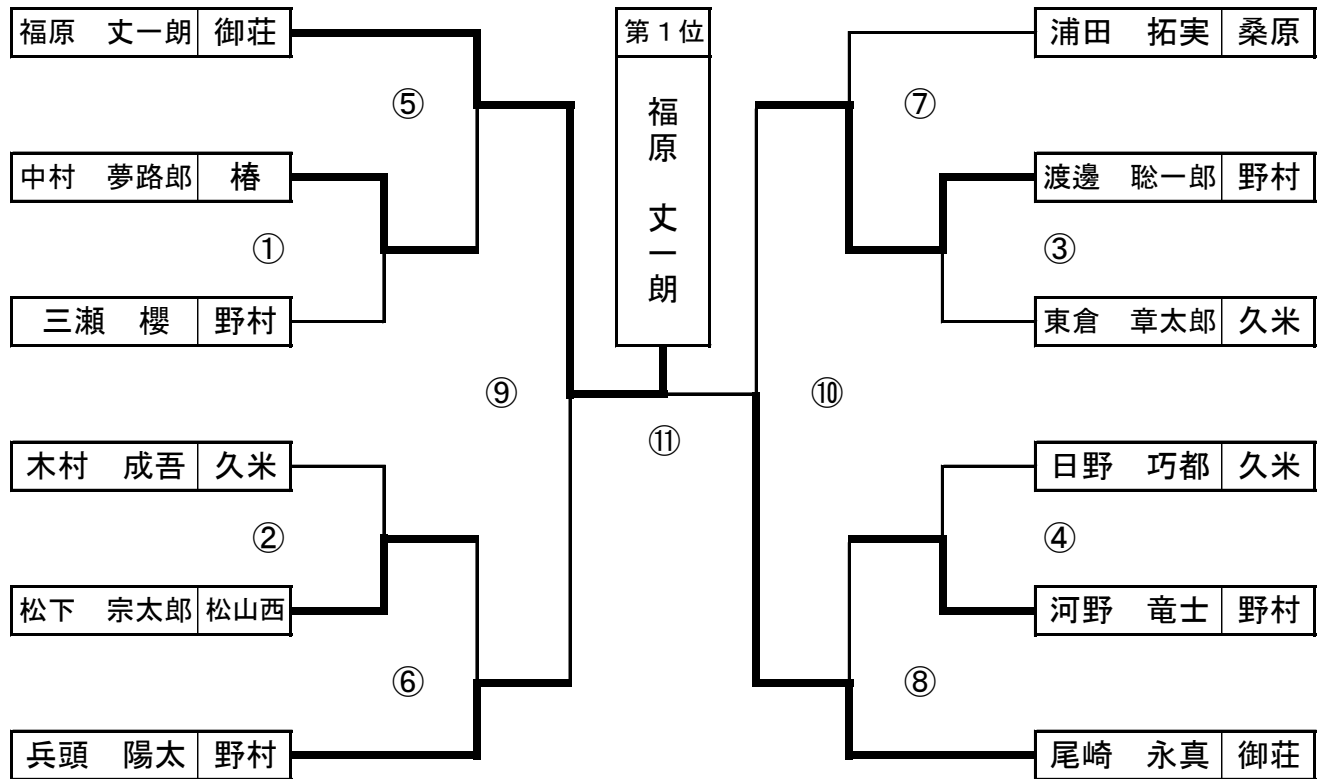 福原　丈一朗 御荘
⑤
中村　夢路郎 椿
①
三瀬　櫻 野村
⑨
木村　成吾 久米
②
松下　宗太郎 松山西
⑥
兵頭　陽太 野村
第１位
福原　丈一朗
⑪
浦田　拓実 桑原
⑦
渡邊　聡一郎 野村
③
東倉　章太郎 久米
⑩
日野　巧都 久米
④
河野　竜士 野村
⑧
尾崎　永真 御荘